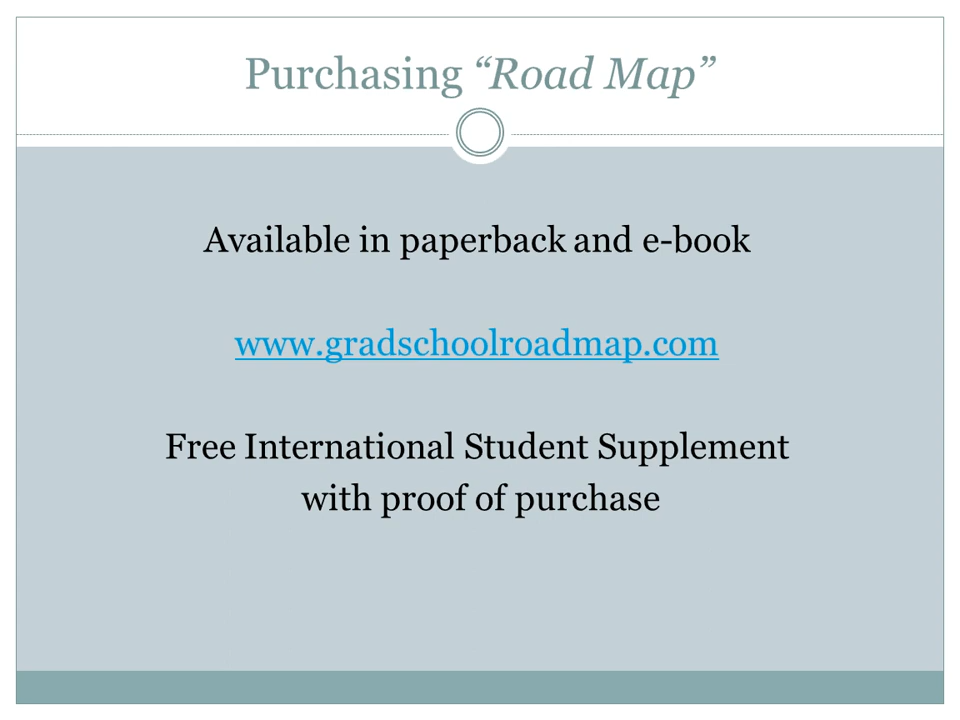 Purchasing “Road Map”
Available in paperback and e-book
www.gradschoolroadmap.com
Free International Student Supplement
with proof of purchase